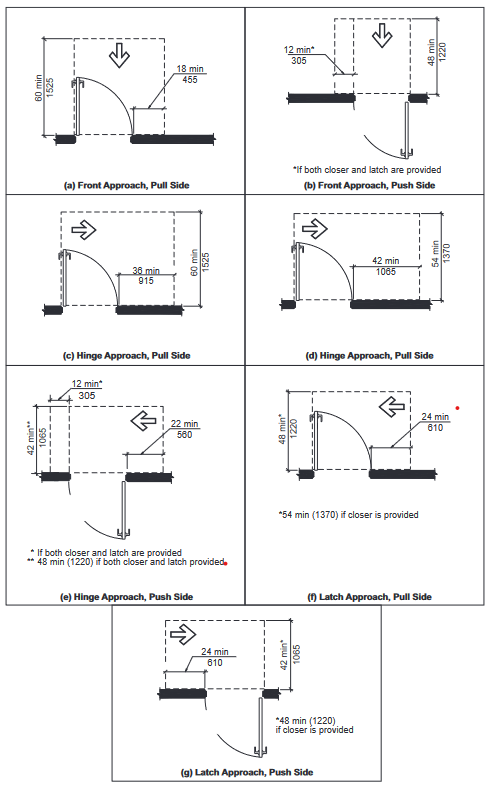 60 min
1525
18 min
455
(a) Front Approach, Pull Side
12 min*
305
48 min
1220
*If both closer and latch are provided
(b) Front Approach, Push Side
36 min
915
60 min
1525
(c) Hinge Approach, Pull Side
42 min
1065
54 min
1370
(d) Hinge Approach, Pull Side
12 min*
305
42 min**
1065
22 min
560
* If both closer and latch are provided
** 48 min (1220) if both closer and latch provided
(e) Hinge Approach, Push Side
48 min*
1220
24 min
610
*54 min (1370) if closer is provided
(f) Latch Approach, Pull Side
24 min
610
42 min*
1065
*48 min (1220)
if closer is provided
(g) Latch Approach, Push Side